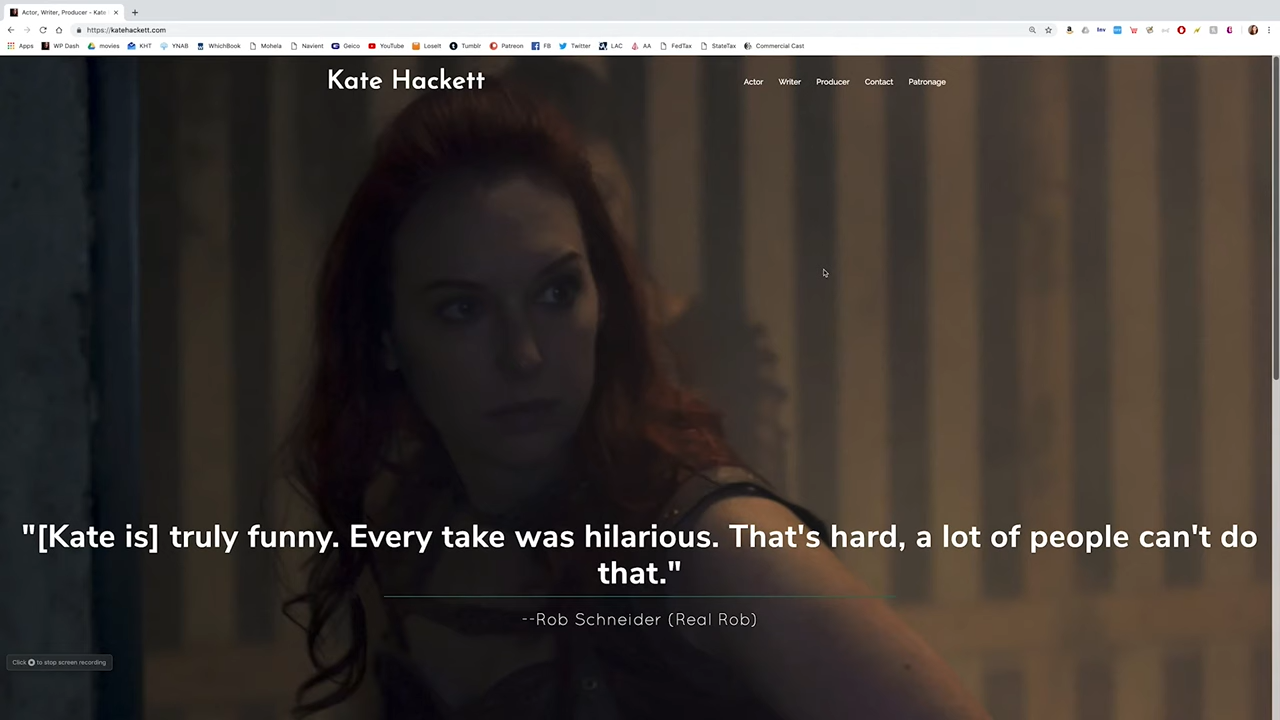 Actor, Writer, Producer - Kate
https://katehackett.com
Apps WP Dash movies KHT YNAB WhichBook Mohela Navient Geico YouTube LoseIt Tumblr Patreon FB Twitter LAC AA FedTax StateTax Commercial Cast
Kate Hackett
Actor Writer Producer Contact Patronage
"[Kate is] truly funny. Every take was hilarious. That's hard, a lot of people can't do
that."
--Rob Schneider (Real Rob)
Click to stop screen recording